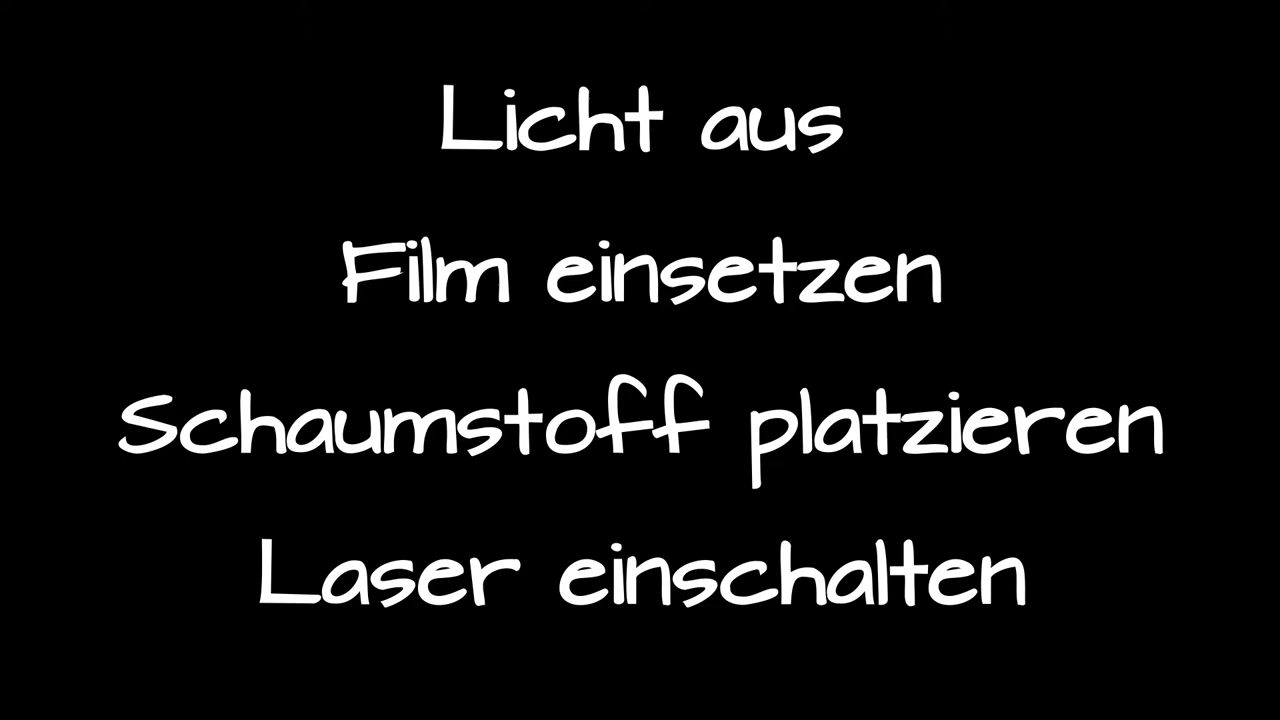 Licht aus
Film einsetzen
Schaumstoff platzieren
Laser einschalten